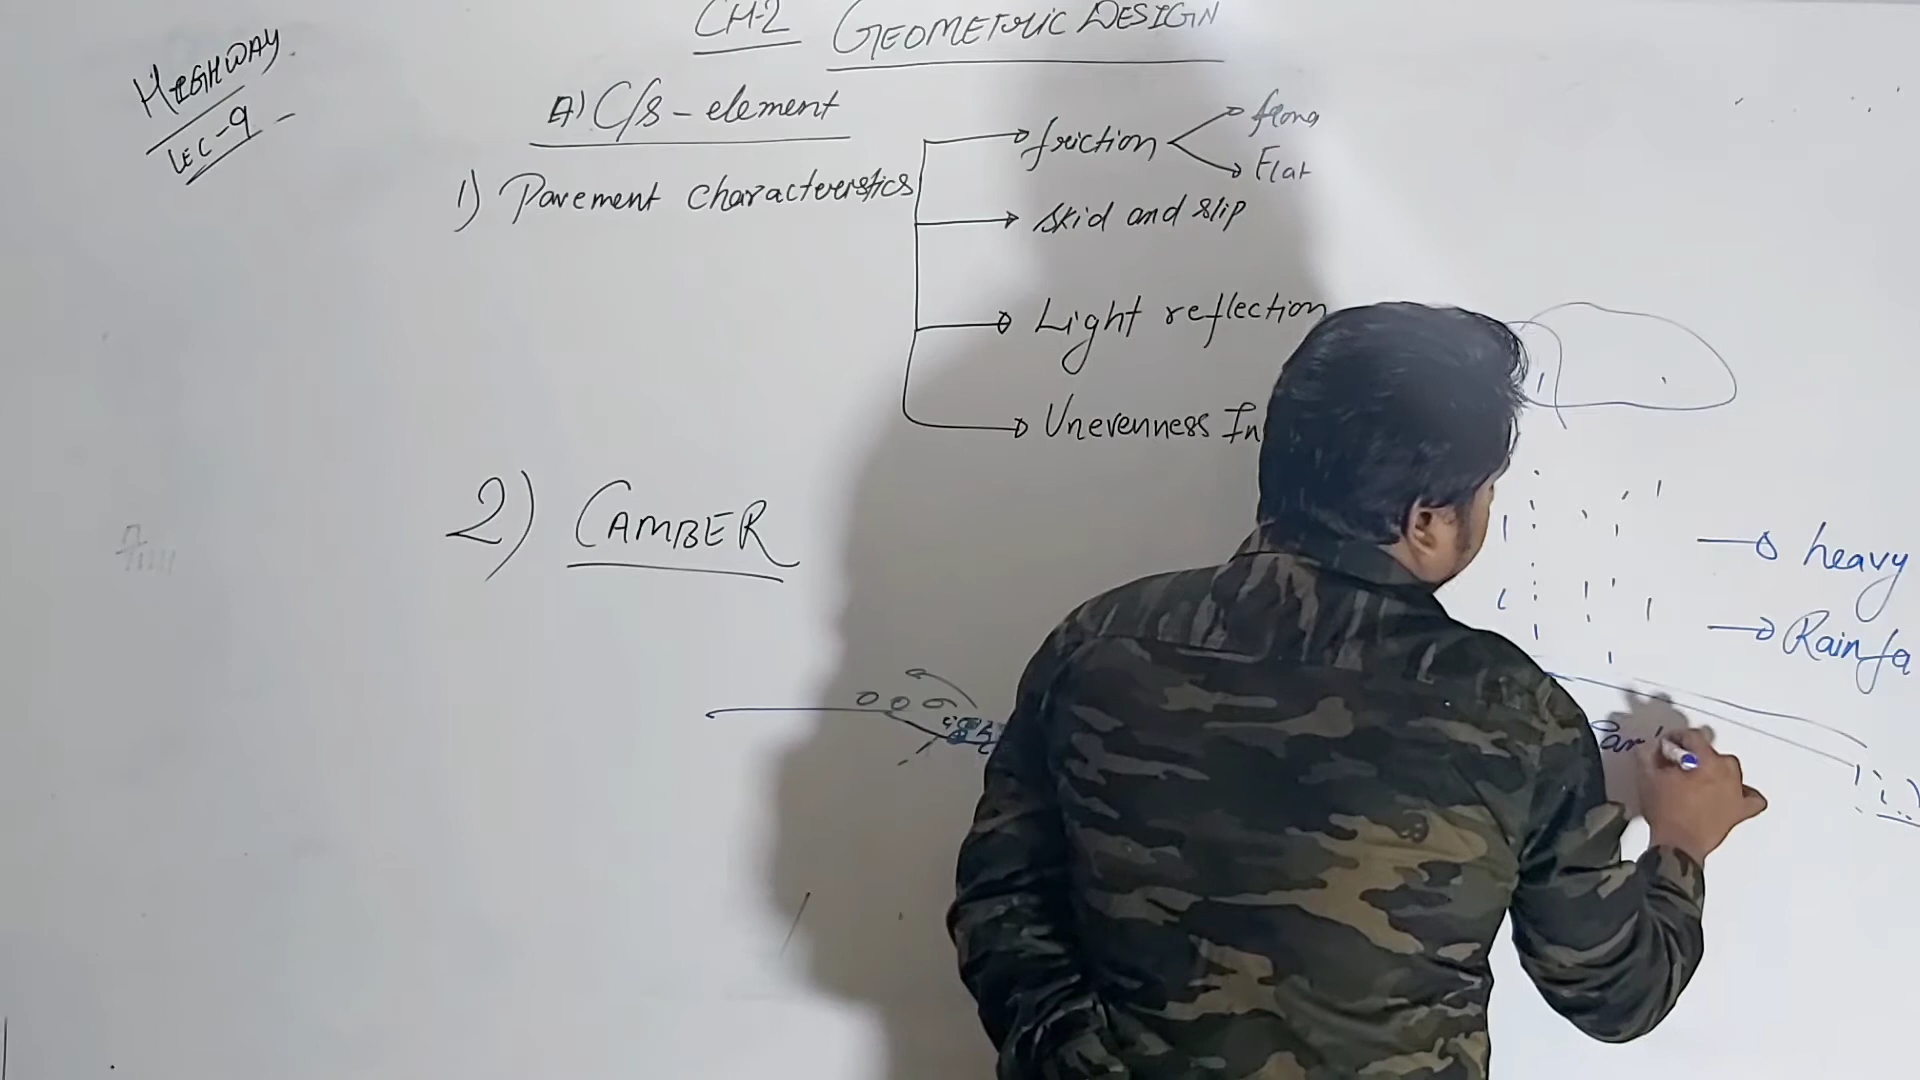 CH-2 GEOMETRIC DESIGN
HIGHWAY
LEC-9
A) C/S - element
1) Pavement characteristics
friction
Flat
skid and slip
Light reflection
Unevenness In
2) CAMBER
heavy
Rainfa